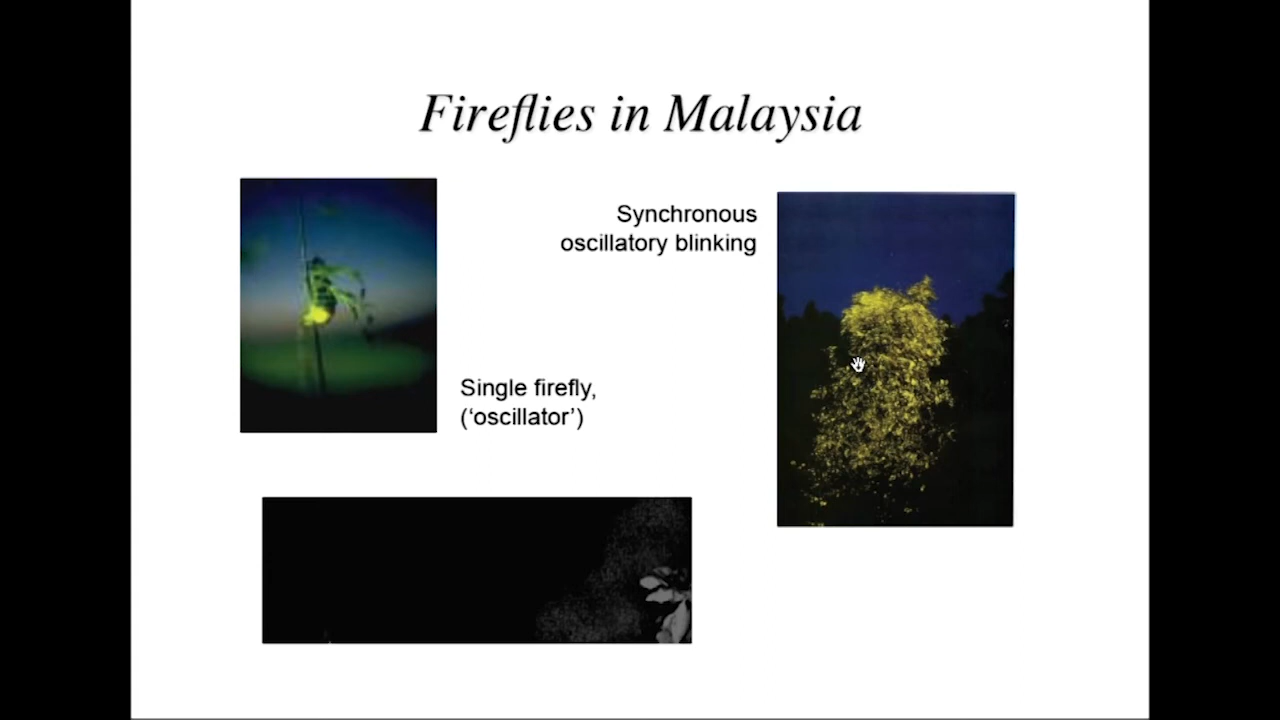 Fireflies in Malaysia
Synchronous
oscillatory blinking
Single firefly,
(‘oscillator’)